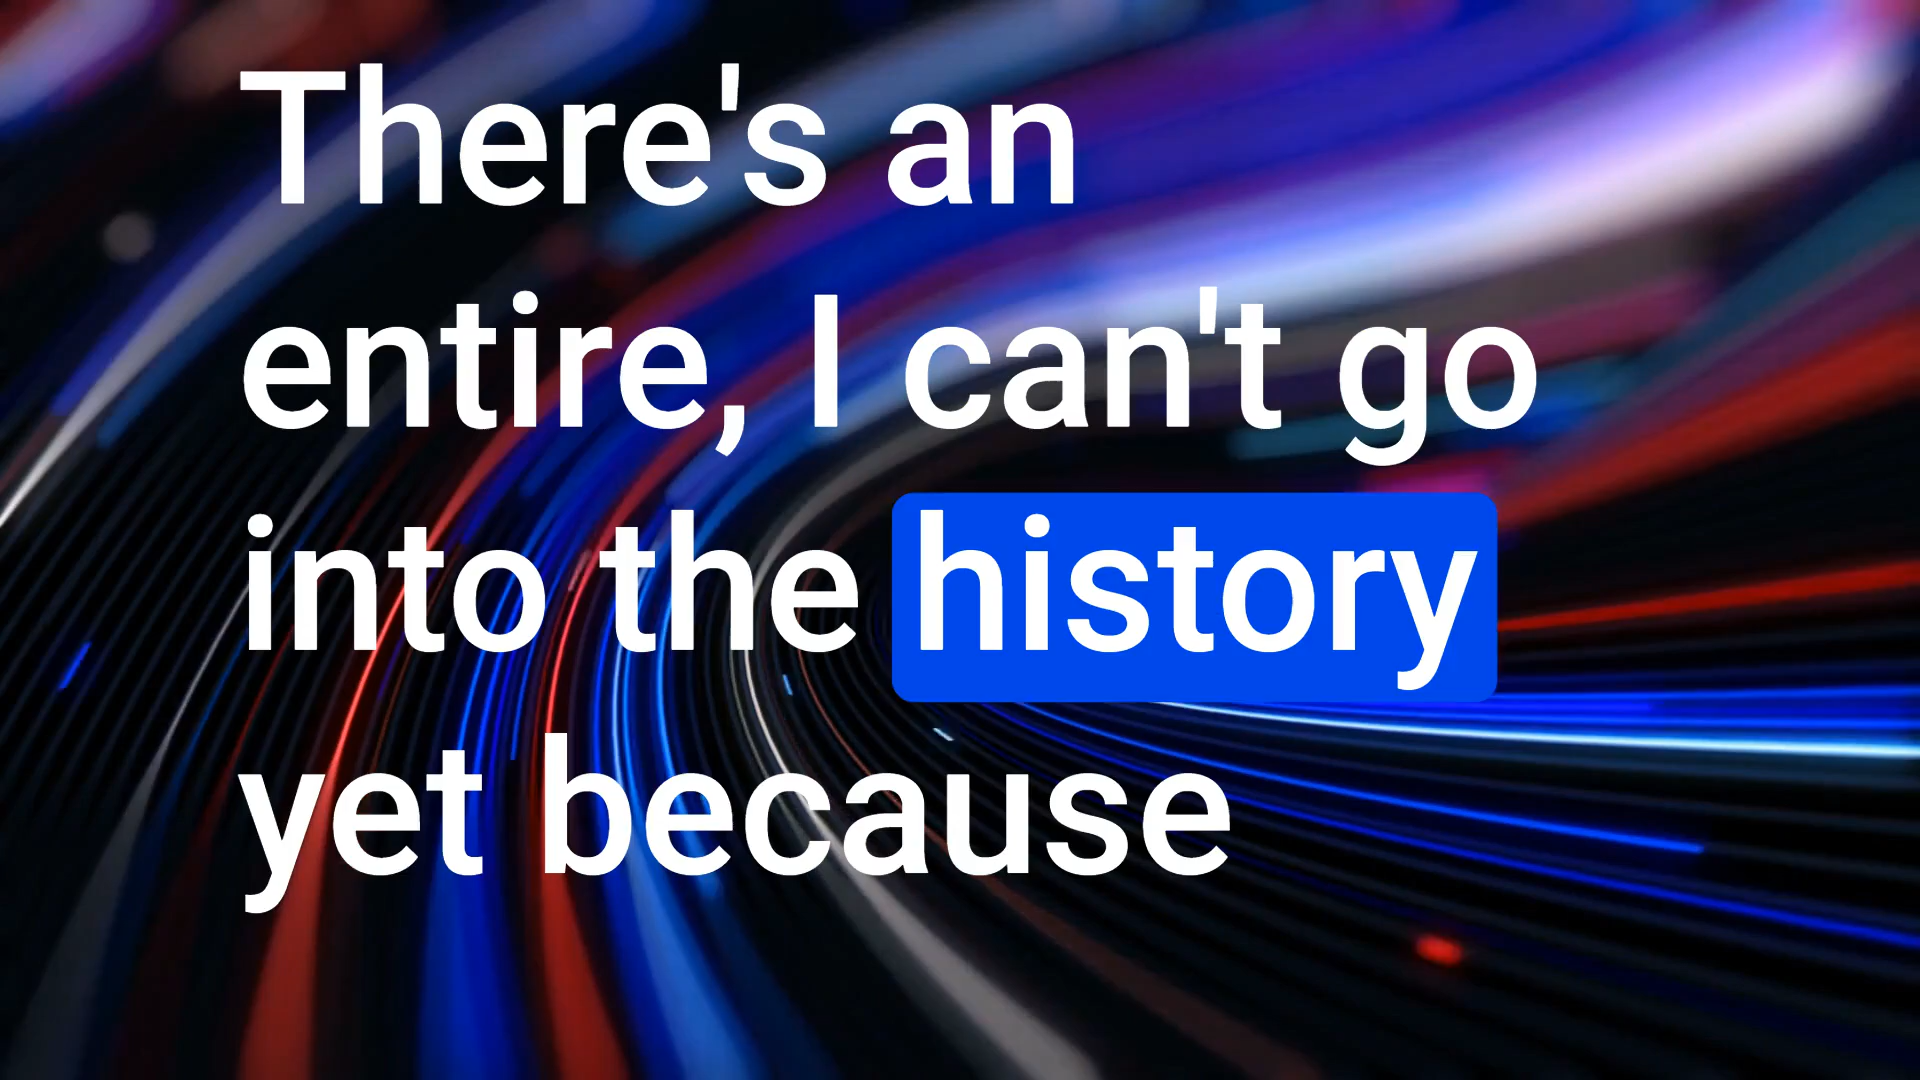 There's an
entire, I can't go
into the history
yet because